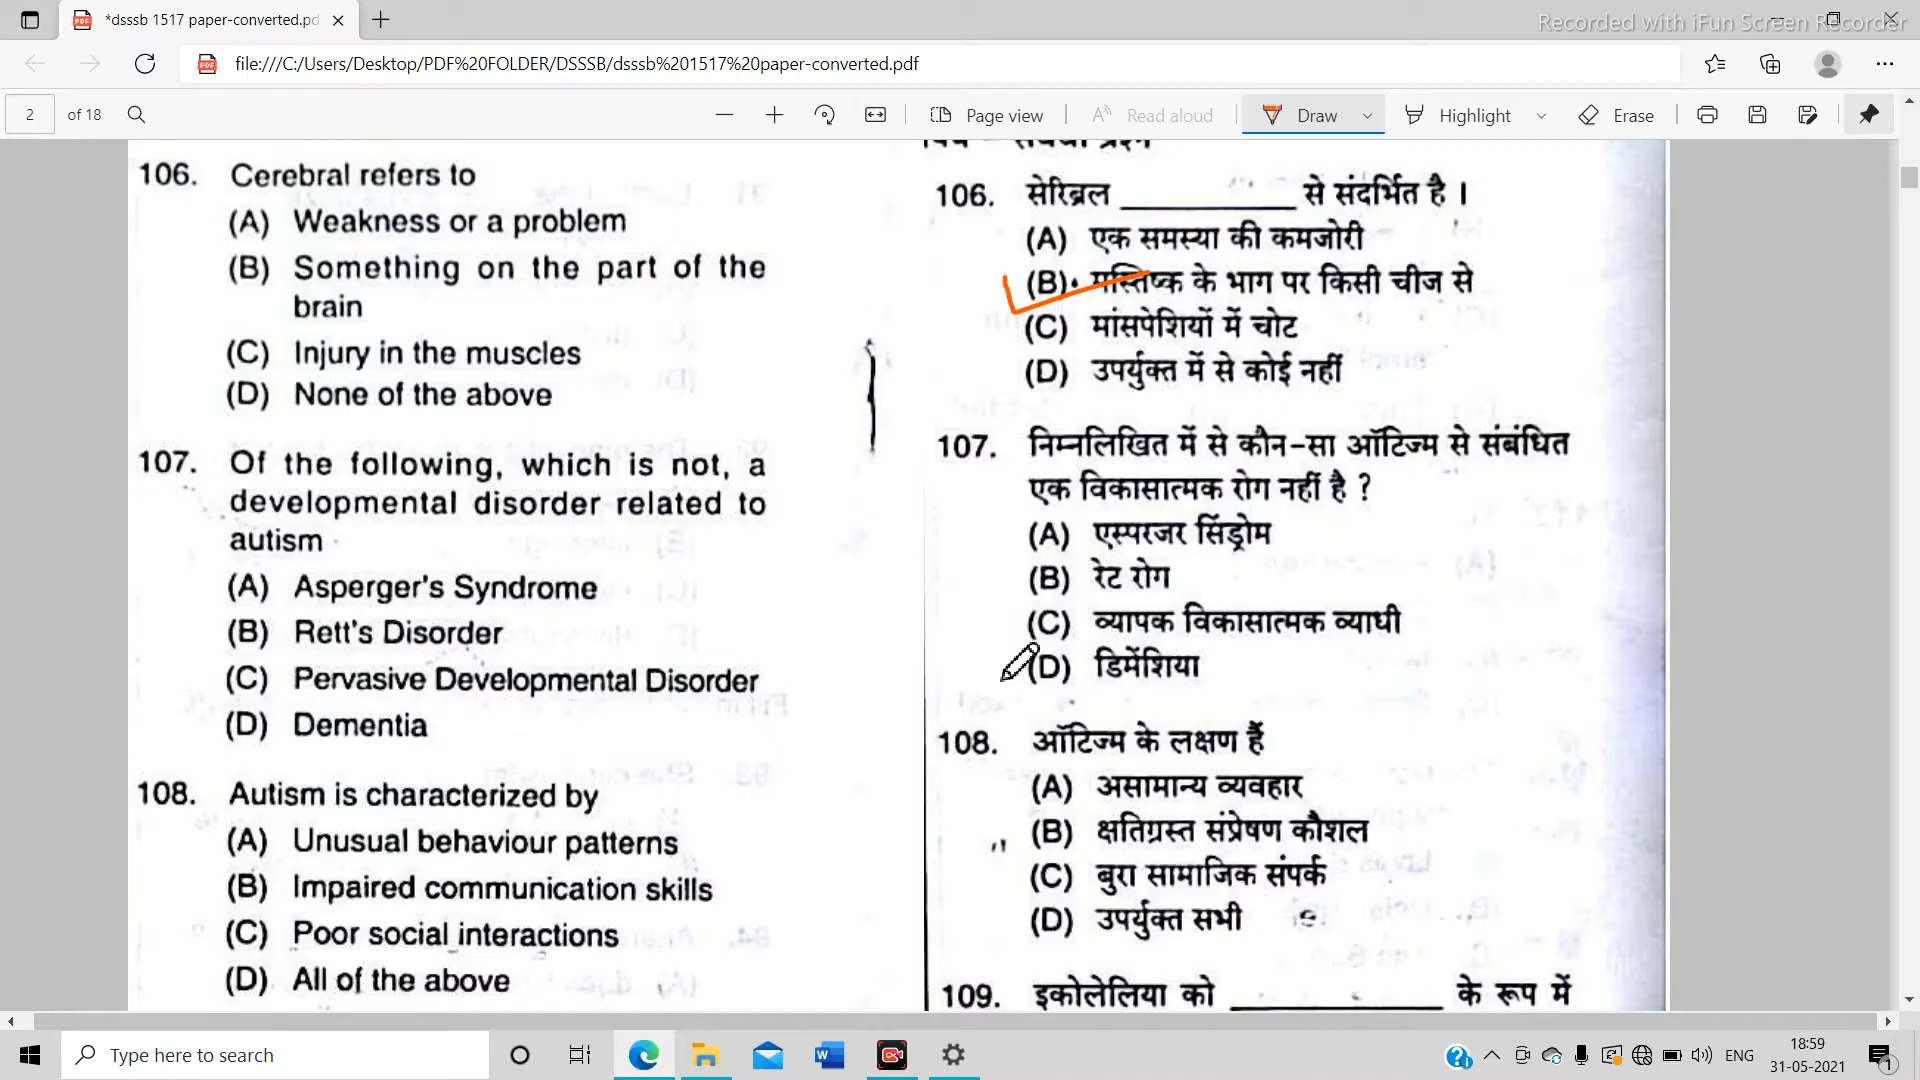 *dsssb 1517 paper-converted.pd
Recorded with iFun Screen Recorder
file:///C:/Users/Desktop/PDF%20FOLDER/DSSSB/dsssb%201517%20paper-converted.pdf
2 of 18
Page view
Read aloud
Draw
Highlight
Erase
106. Cerebral refers to
(A) Weakness or a problem
(B) Something on the part of the
brain
(C) Injury in the muscles
(D) None of the above
107. Of the following, which is not, a
developmental disorder related to
autism
(A) Asperger's Syndrome
(B) Rett's Disorder
(C) Pervasive Developmental Disorder
(D) Dementia
108. Autism is characterized by
(A) Unusual behaviour patterns
(B) Impaired communication skills
(C) Poor social interactions
(D) All of the above
106. सेरिब्रल ____________ से संदर्भित है ।
(A) एक समस्या की कमजोरी
(B) मस्तिष्क के भाग पर किसी चीज से
(C) मांसपेशियों में चोट
(D) उपर्युक्त में से कोई नहीं
107. निम्नलिखित में से कौन-सा ऑटिज्म से संबंधित
एक विकासात्मक रोग नहीं है ?
(A) एस्परजर सिंड्रोम
(B) रेट रोग
(C) व्यापक विकासात्मक व्याधी
(D) डिमेंशिया
108. ऑटिज्म के लक्षण हैं
(A) असामान्य व्यवहार
(B) क्षतिग्रस्त संप्रेषण कौशल
(C) बुरा सामाजिक संपर्क
(D) उपर्युक्त सभी
109. इकोलेलिया को ______________ के रूप में
Type here to search
ENG
18:59
31-05-2021
1